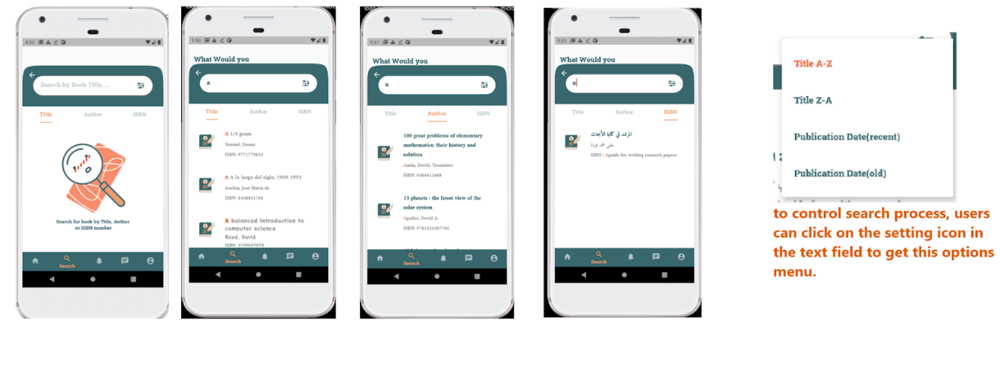 4:33
Search by Book Title, ...
Title Author ISBN
Search for book by Title, Author
or ISBN number
Search
9:50
What Would you
a
Title Author ISBN
A 1/4 gram
Youssef, Essam
ISBN: 9771779834
A A lo largo del siglo, 1909-1991
Areilza, José María de
ISBN: 8408001760
A balanced introduction to
computer science
Reed, David
Search
9:51
What Would you
a
Title Author ISBN
100 great problems of elementary
mathematics; their history and
solution
Antin, David, Translator
ISBN: 0486613488
13 planets : the latest view of the
solar system
Aguilar, David A.
ISBN: 9781426307706
Search
9:51
What Would you
a
Title Author ISBN
المرشد في كتابة الأبحاث
حلمي محمد فودة
ISBN : Aguide for writing research papers
Search
Title A-Z
Title Z-A
Publication Date(recent)
Publication Date(old)
to control search process, users
can click on the setting icon in
the text field to get this options
menu.